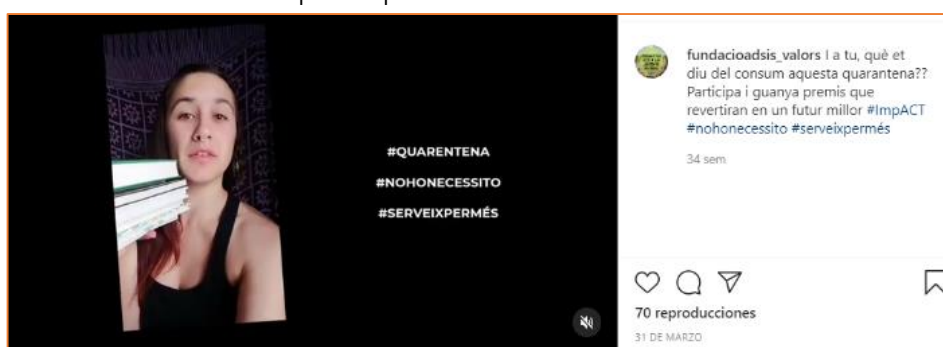 #QUARENTENA
#NOHONECESSITO
#SERVEIXPERMÉS
fundacioadsis_valors I a tu, què et
diu del consum aquesta quarantena??
Participa i guanya premis que
revertiran en un futur millor #ImpACT
#nohonecessito #serveixpermés
34 sem
70 reproducciones
31 DE MARZO